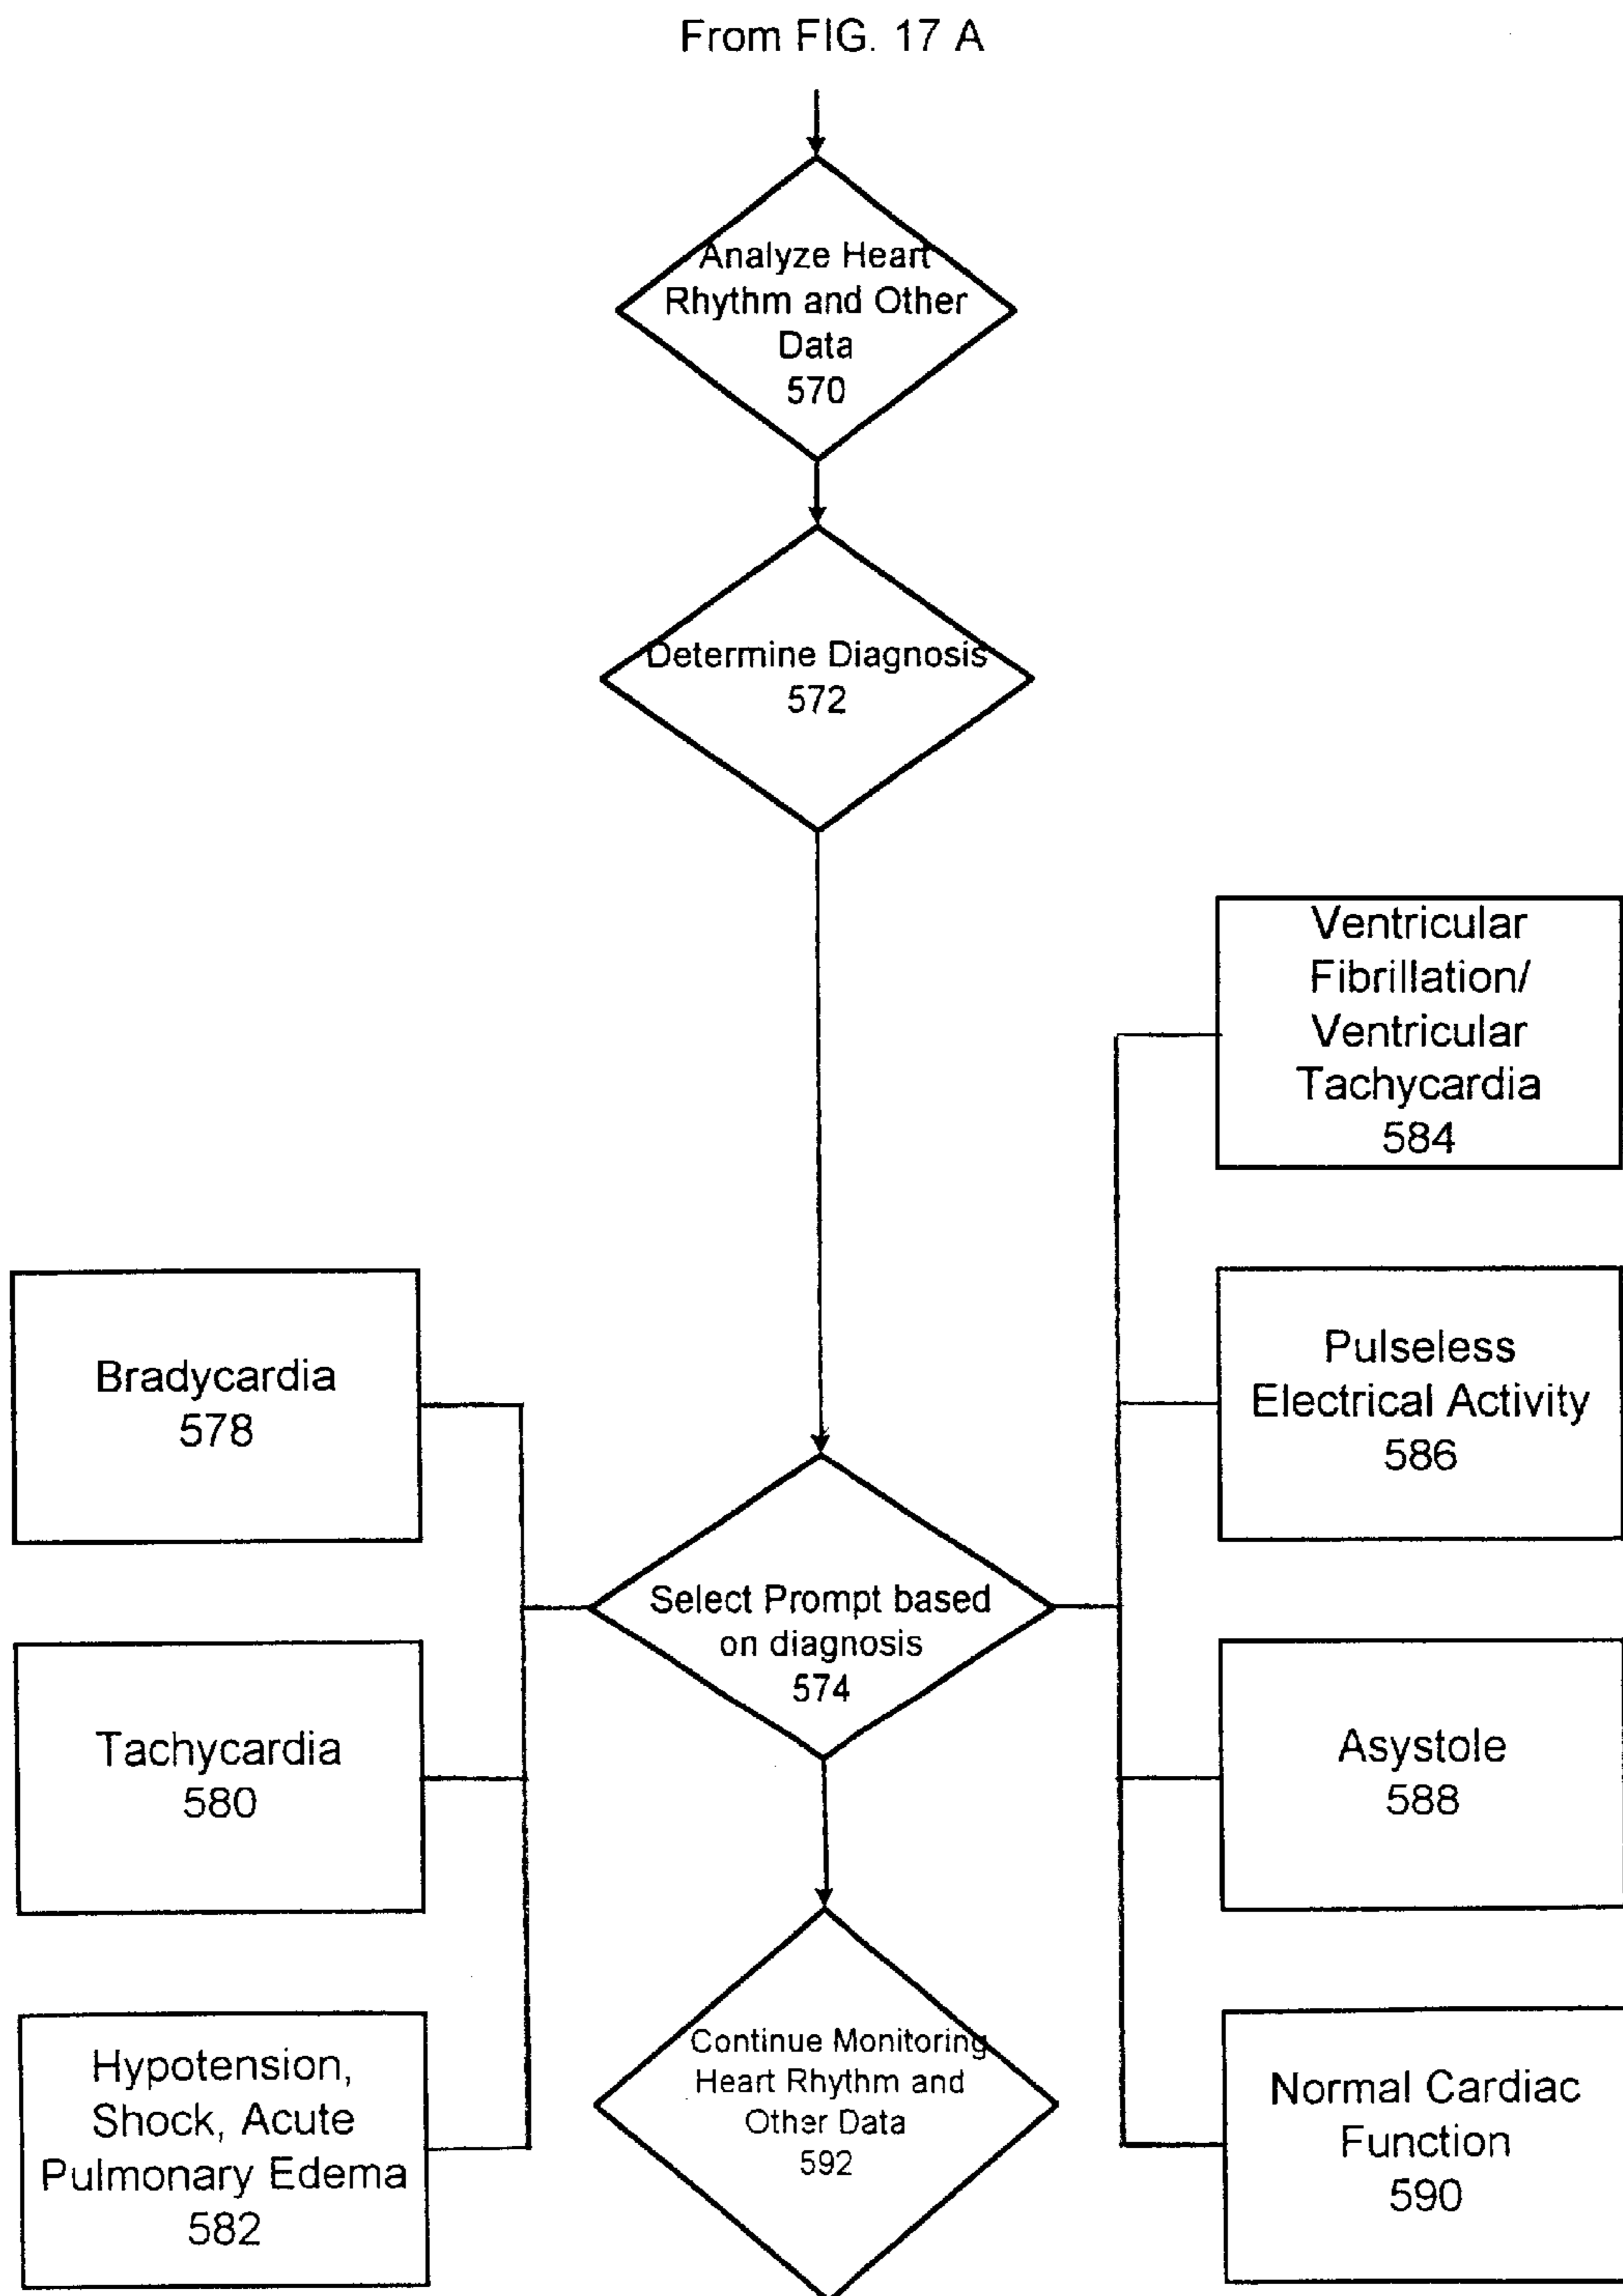 From FIG. 17 A
Analyze Heart
Rhythm and Other
Data
570
Determine Diagnosis
572
Ventricular
Fibrillation/
Ventricular
Tachycardia
584
Bradycardia
578
Pulseless
Electrical Activity
586
Select Prompt based
on diagnosis
574
Tachycardia
580
Asystole
588
Hypotension,
Shock, Acute
Pulmonary Edema
582
Continue Monitoring
Heart Rhythm and
Other Data
592
Normal Cardiac
Function
590